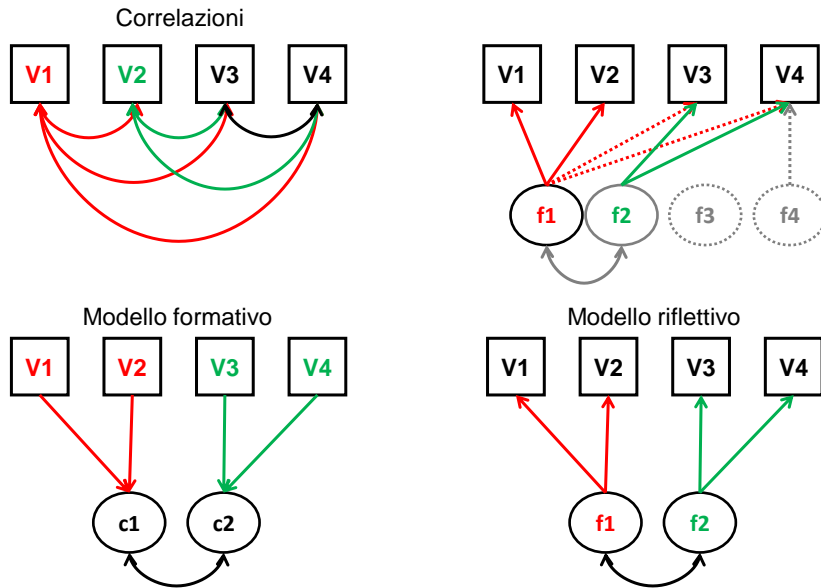 Correlazioni
V1 V2 V3 V4
V1 V2 V3 V4
f1 f2 f3 f4
Modello formativo
V1 V2 V3 V4
c1 c2
Modello riflettivo
V1 V2 V3 V4
f1 f2